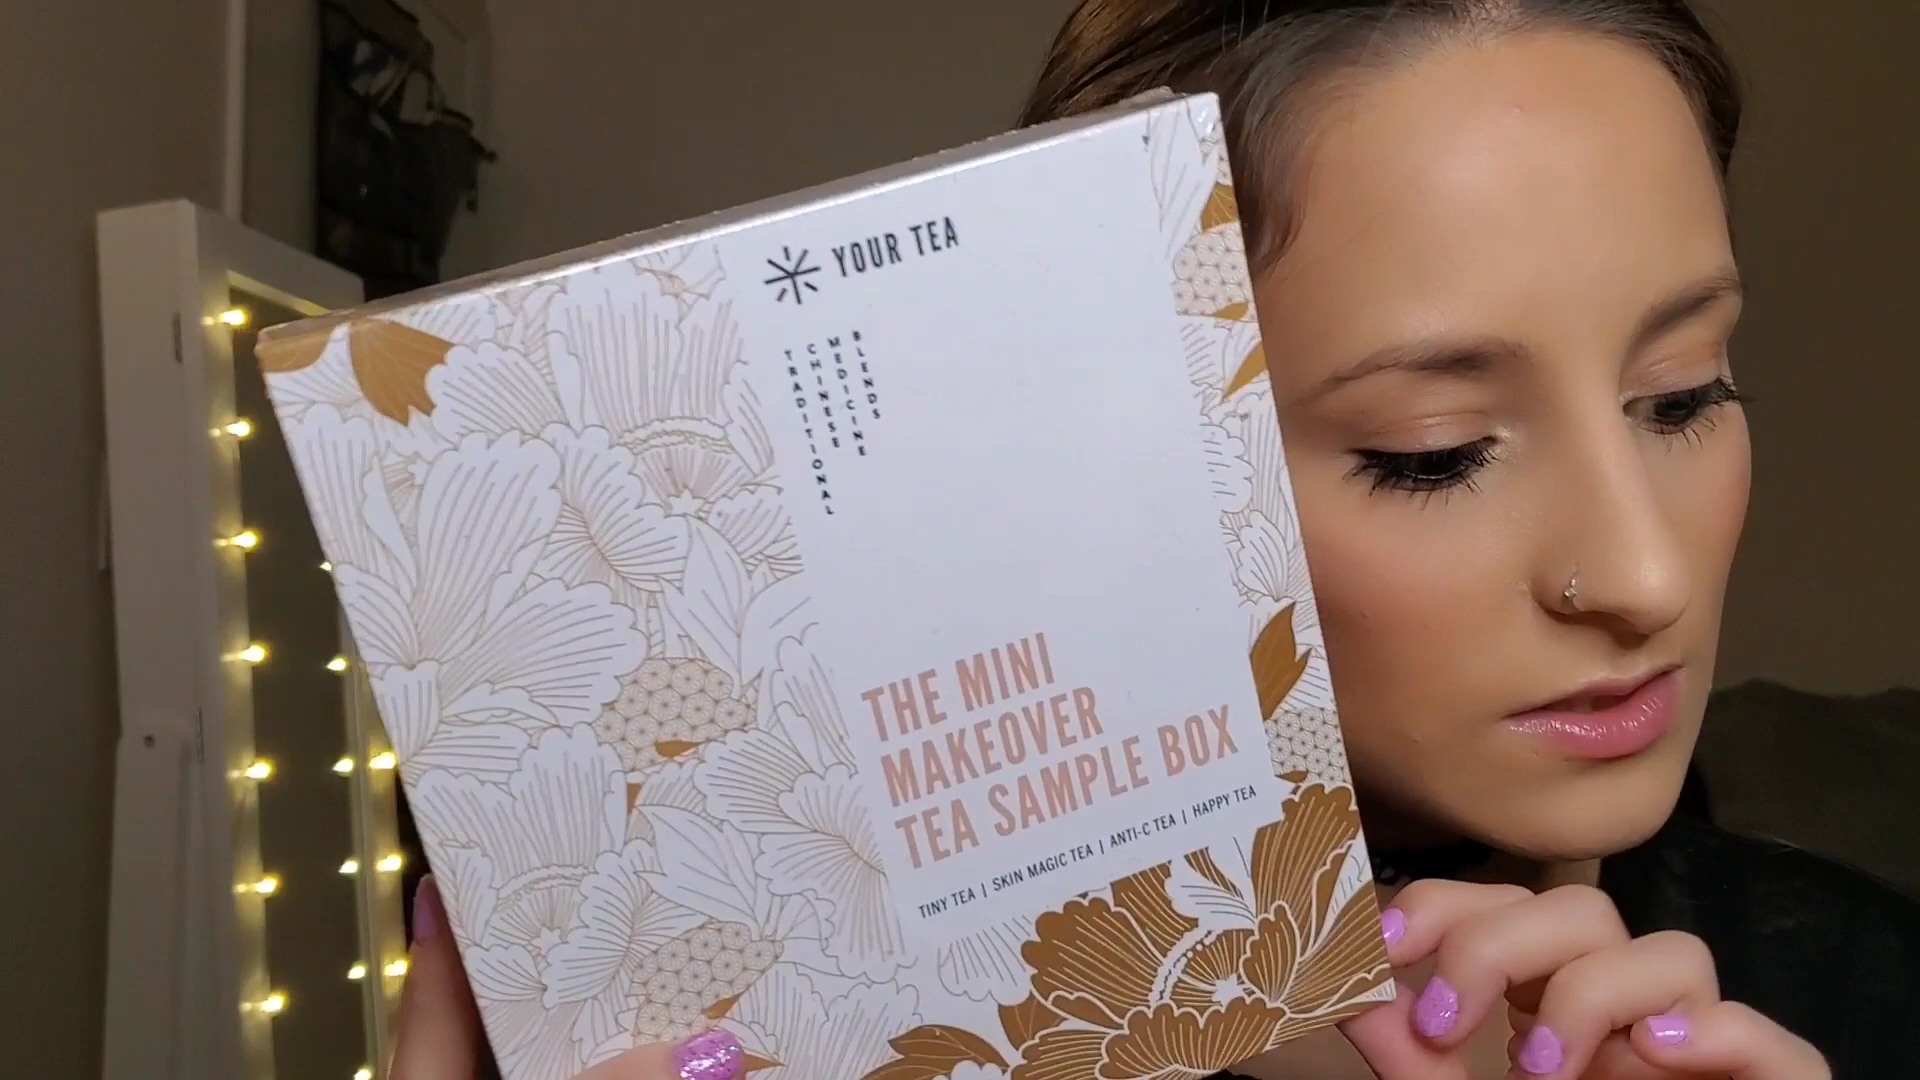 YOUR TEA
TRADITIONAL
CHINESE
MEDICINE
BLENDS
THE MINI
MAKEOVER
TEA SAMPLE BOX
TINY TEA | SKIN MAGIC TEA | ANTI-C TEA | HAPPY TEA